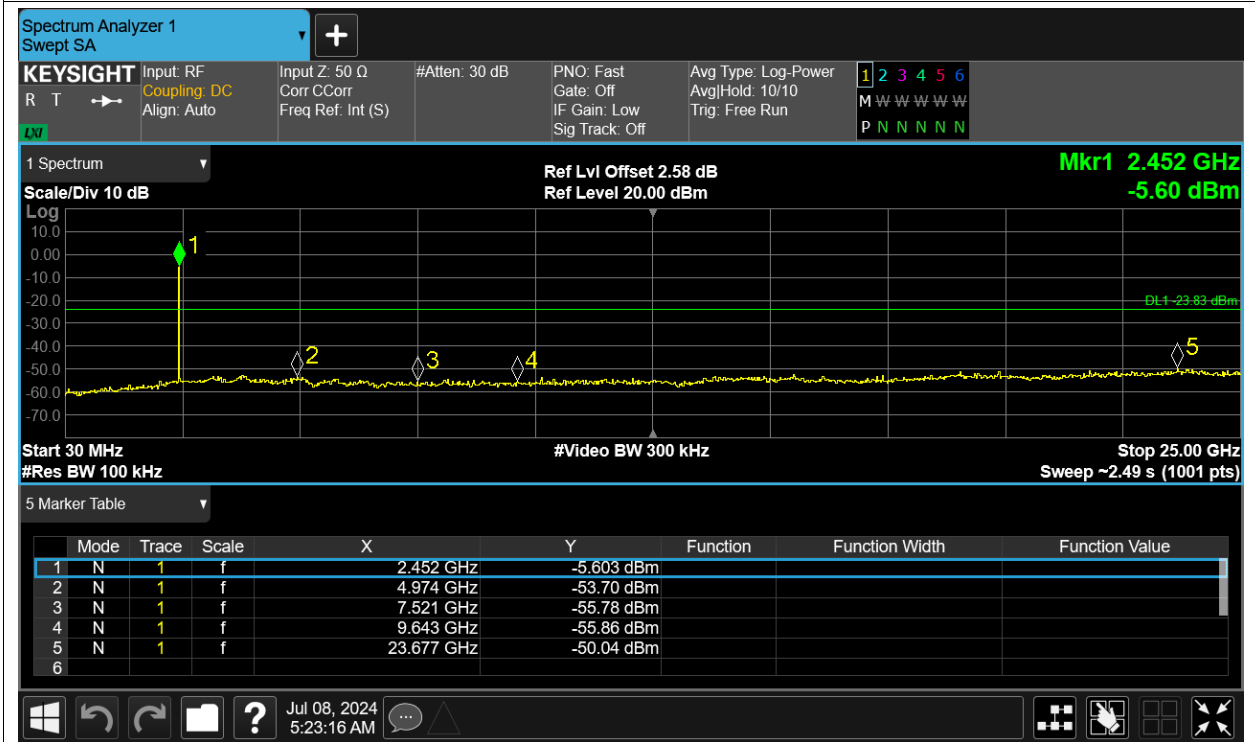 Spectrum Analyzer 1
Swept SA
+
KEYSIGHT
R T
LXI
Input: RF
Coupling: DC
Align: Auto
Input Z: 50 Ω
Corr CCorr
Freq Ref: Int (S)
#Atten: 30 dB
PNO: Fast
Gate: Off
IF Gain: Low
Sig Track: Off
Avg Type: Log-Power
Avg|Hold: 10/10
Trig: Free Run
1 2 3 4 5 6
M W W W W W
P N N N N N
1 Spectrum
Scale/Div 10 dB
Ref Lvl Offset 2.58 dB
Ref Level 20.00 dBm
Mkr1 2.452 GHz
-5.60 dBm
Log
10.0
0.00
-10.0
-20.0
-30.0
-40.0
-50.0
-60.0
-70.0
1
2
3
4
5
DL1 -23.83 dBm
Start 30 MHz
#Res BW 100 kHz
#Video BW 300 kHz
Stop 25.00 GHz
Sweep ~2.49 s (1001 pts)
5 Marker Table
Mode Trace Scale X Y Function Function Width Function Value
1 N 1 f 2.452 GHz -5.603 dBm
2 N 1 f 4.974 GHz -53.70 dBm
3 N 1 f 7.521 GHz -55.78 dBm
4 N 1 f 9.643 GHz -55.86 dBm
5 N 1 f 23.677 GHz -50.04 dBm
6
?
Jul 08, 2024
5:23:16 AM